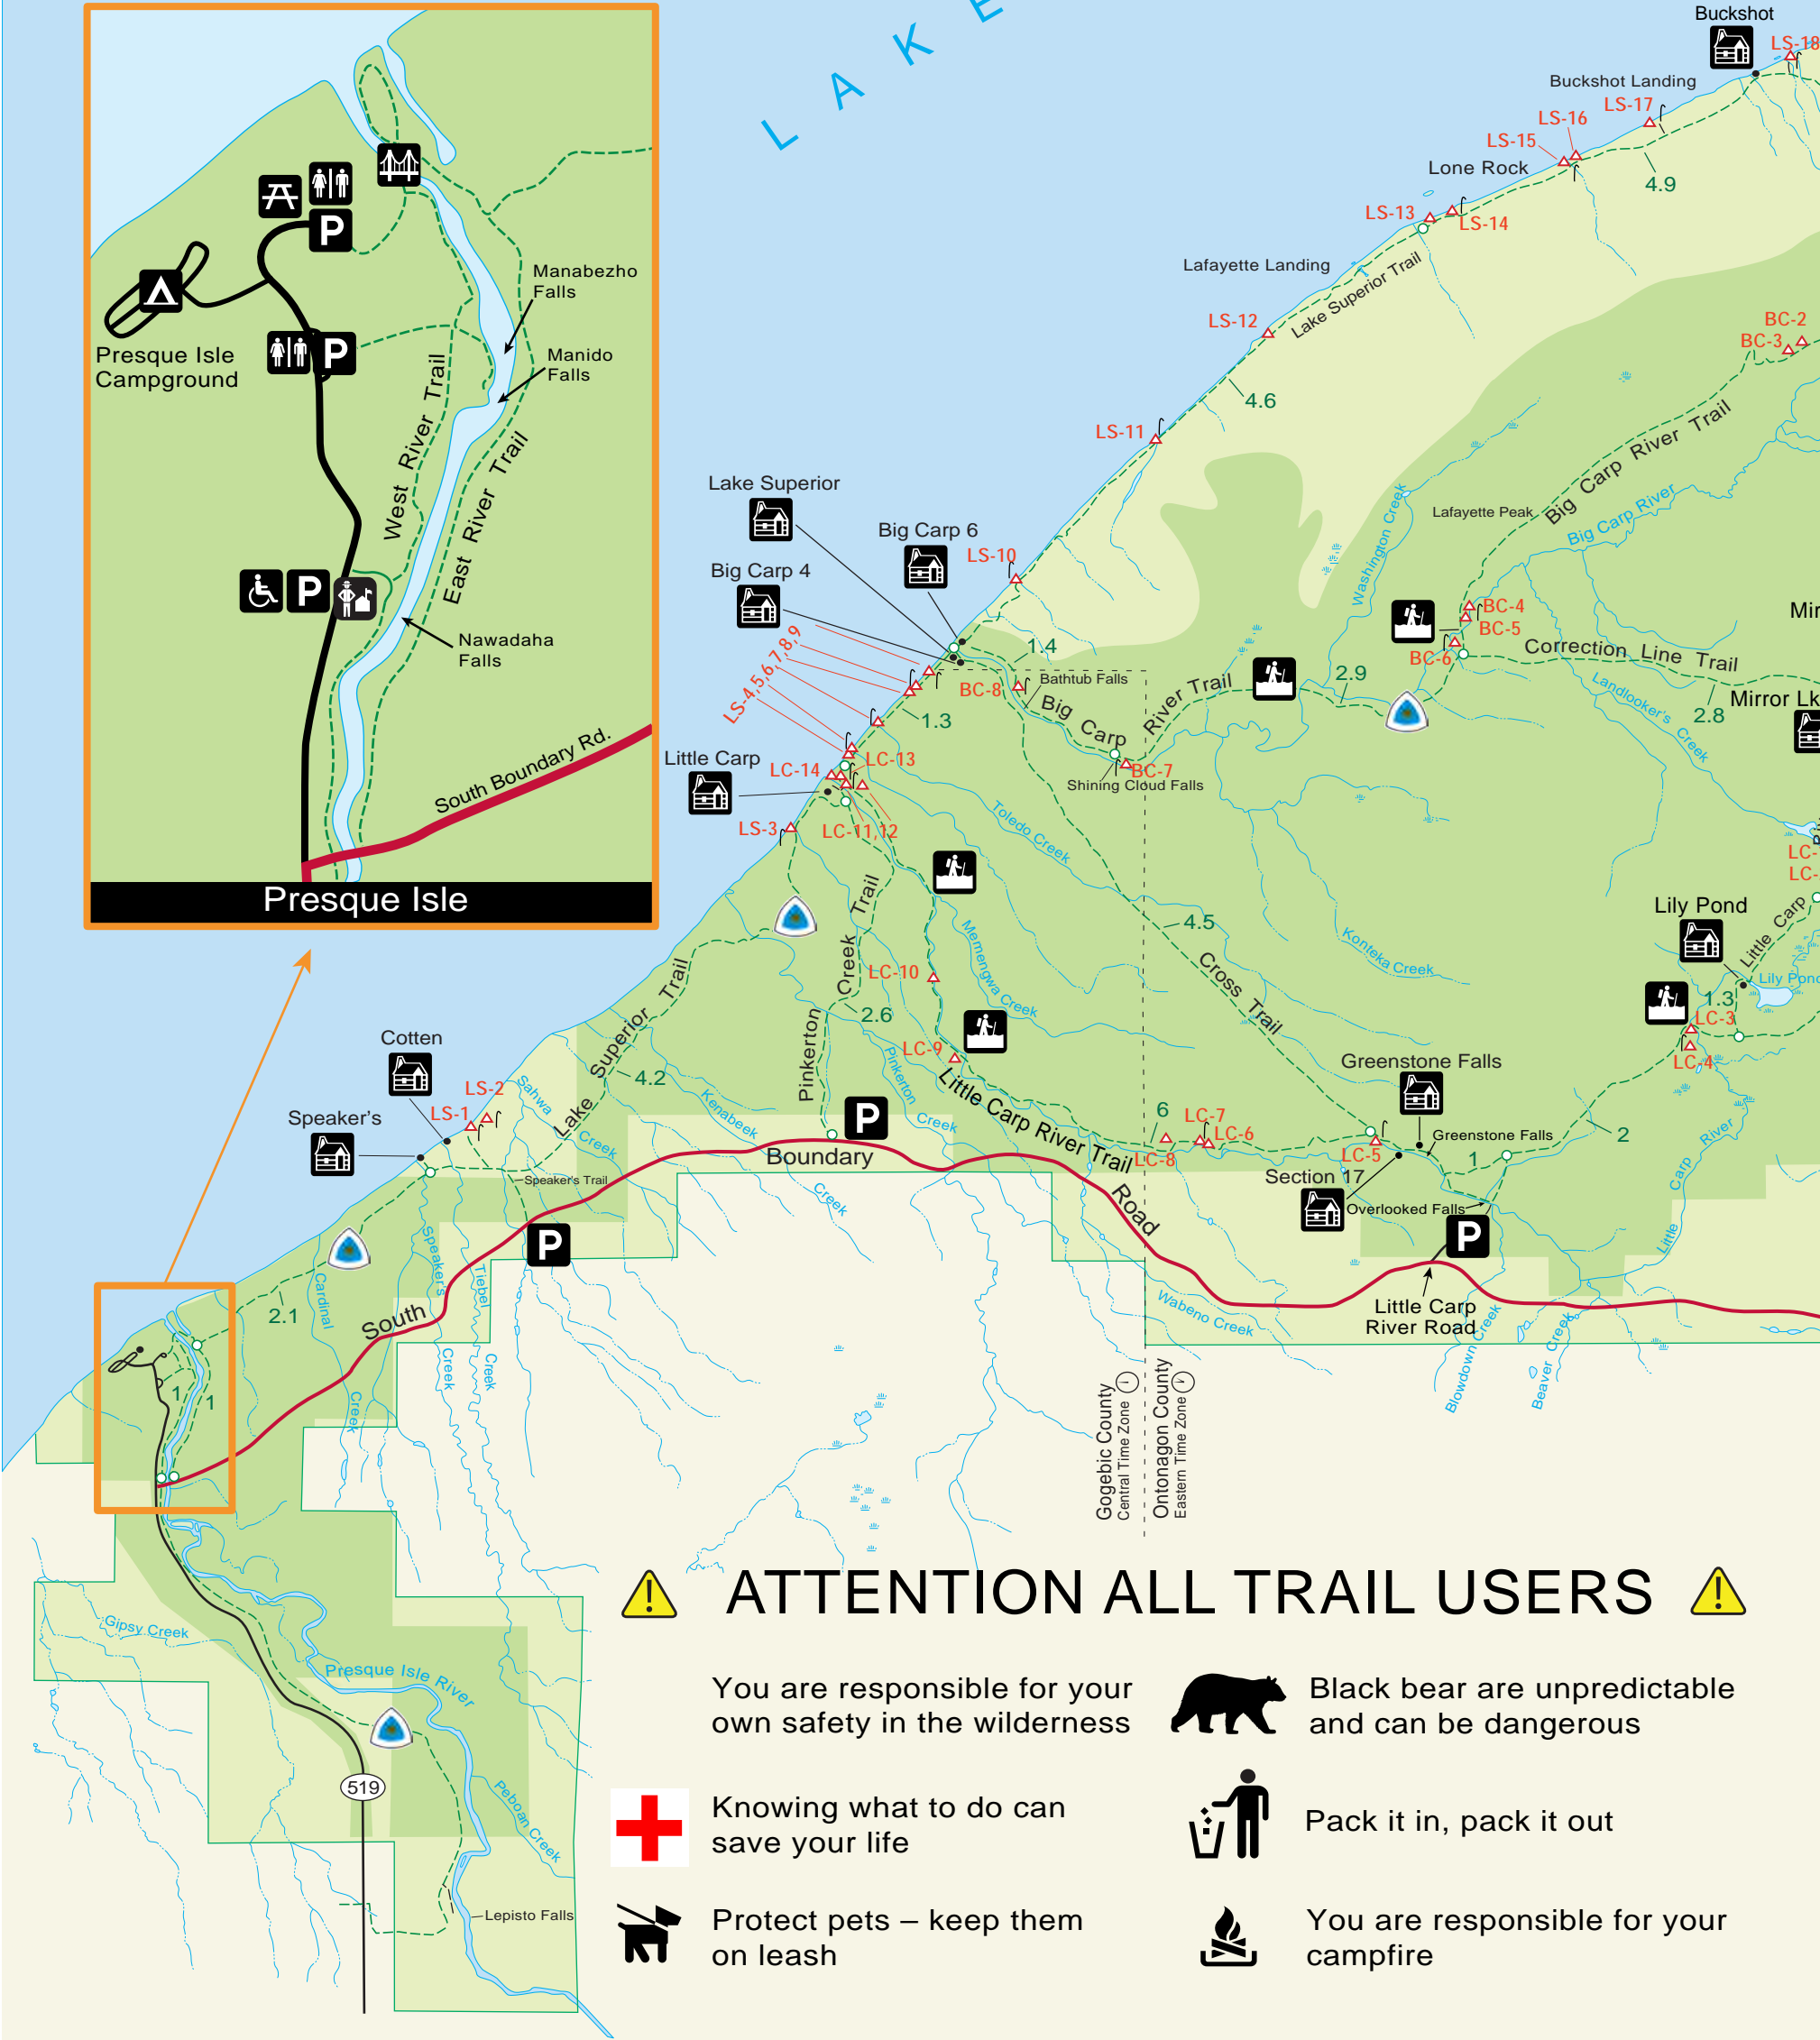 LAKE
Buckshot
LS-18
Buckshot Landing
LS-17
LS-16
LS-15
Lone Rock
4.9
LS-13
LS-14
Lafayette Landing
Lake Superior Trail
LS-12
BC-2
BC-3
4.6
LS-11
Big Carp River Trail
Lafayette Peak
Big Carp River
Washington Creek
Lake Superior
Big Carp 6
LS-10
Big Carp 4
LS-4,5,6,7,8,9
1.4
BC-4
BC-5
BC-6
Mir
Correction Line Trail
Bathtub Falls
BC-8
Big Carp River Trail
2.9
Landlooker's Creek
2.8
Mirror Lk
1.3
Little Carp
LC-14
LC-13
BC-7
Shining Cloud Falls
LS-3
LC-11,12
Toledo Creek
LC-
LC-
Lily Pond
Little Carp
Lily Pond
4.5
Konteka Creek
Cross Trail
Memengwa Creek
LC-10
Pinkerton Creek Trail
2.6
1.3
LC-3
LC-4
LC-9
Pinkerton Creek
Little Carp River Trail
Greenstone Falls
Cotten
LS-2
LS-1
Speaker's
Sahwa Creek
Lake Superior Trail
4.2
Kenabeek Creek
6
LC-7
LC-6
LC-8
LC-5
Greenstone Falls
1
2
Section 17
Overlooked Falls
Little Carp River
Speaker's Trail
South Boundary Road
P
P
P
Little Carp
River Road
Wabeno Creek
Blowdown Creek
Beaver Creek
Speaker's Creek
Tiebel Creek
Cardinal Creek
2.1
1
1
Gogebic County
Central Time Zone
Ontonagon County
Eastern Time Zone
Gipsy Creek
Presque Isle River
519
Peboan Creek
Lepisto Falls
P
Manabezho
Falls
Manido
Falls
Presque Isle
Campground
P
West River Trail
East River Trail
P
Nawadaha
Falls
South Boundary Rd.
Presque Isle
! ATTENTION ALL TRAIL USERS !
You are responsible for your
own safety in the wilderness
Black bear are unpredictable
and can be dangerous
Knowing what to do can
save your life
Pack it in, pack it out
Protect pets – keep them
on leash
You are responsible for your
campfire